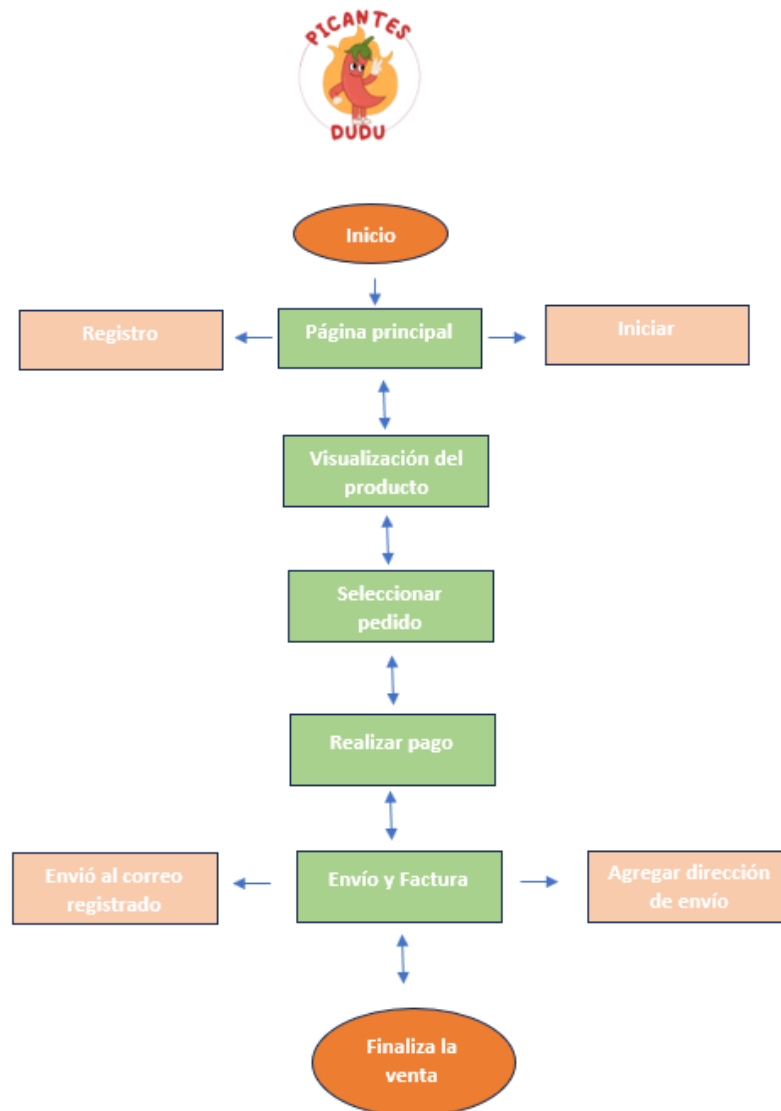 PICANTES
DUDU
Inicio
Registro
Página principal
Iniciar
Visualización del
producto
Seleccionar
pedido
Realizar pago
Envió al correo
registrado
Envío y Factura
Agregar dirección
de envío
Finaliza la
venta